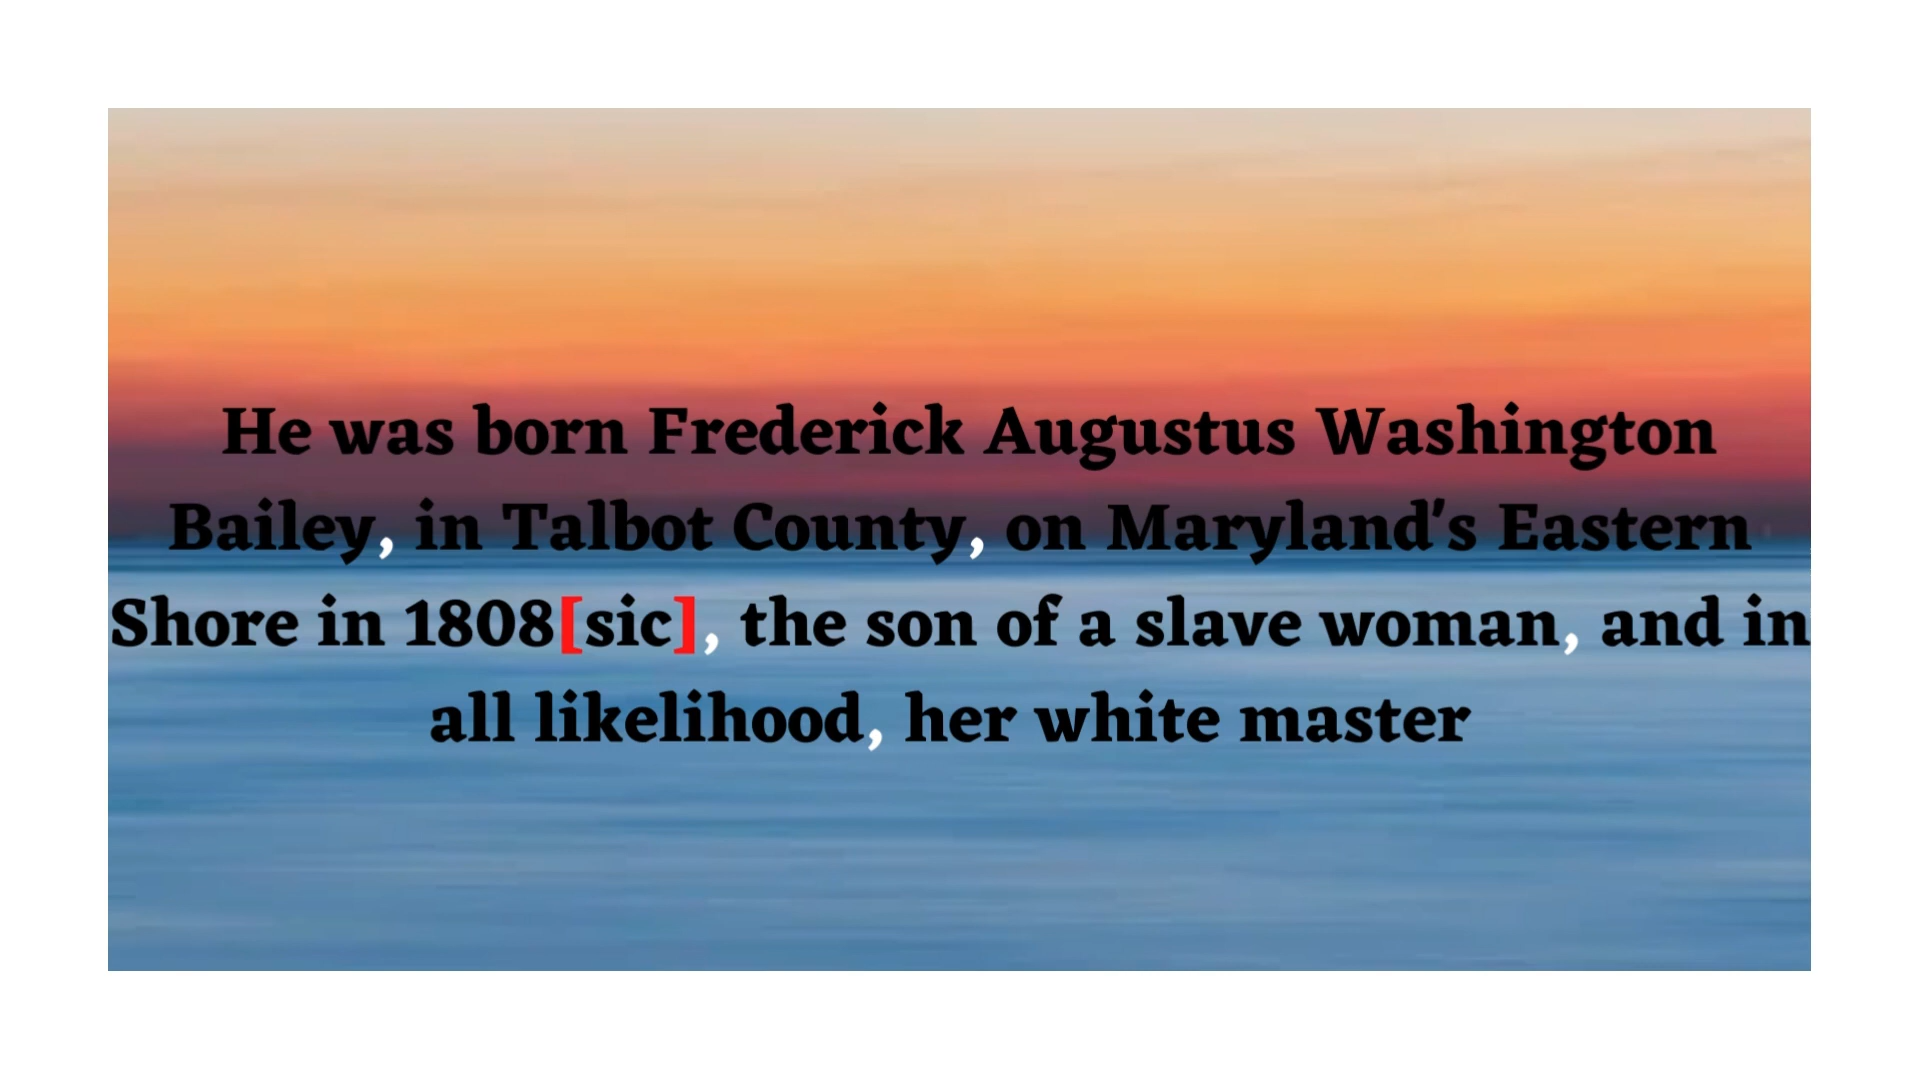 He was born Frederick Augustus Washington
Bailey, in Talbot County, on Maryland's Eastern
Shore in 1808[sic], the son of a slave woman, and in
all likelihood, her white master